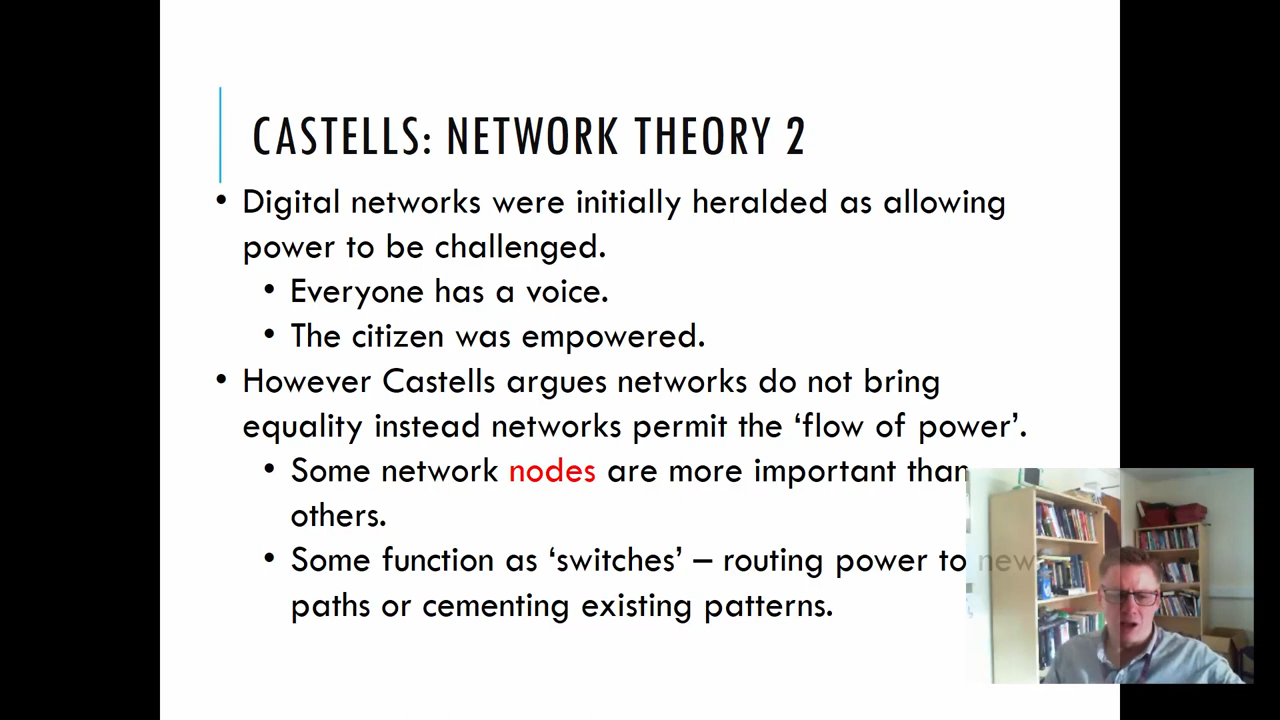 CASTELLS: NETWORK THEORY 2
• Digital networks were initially heralded as allowing
power to be challenged.
• Everyone has a voice.
• The citizen was empowered.
• However Castells argues networks do not bring
equality instead networks permit the ‘flow of power’.
• Some network nodes are more important than
others.
• Some function as ‘switches’ – routing power to new
paths or cementing existing patterns.